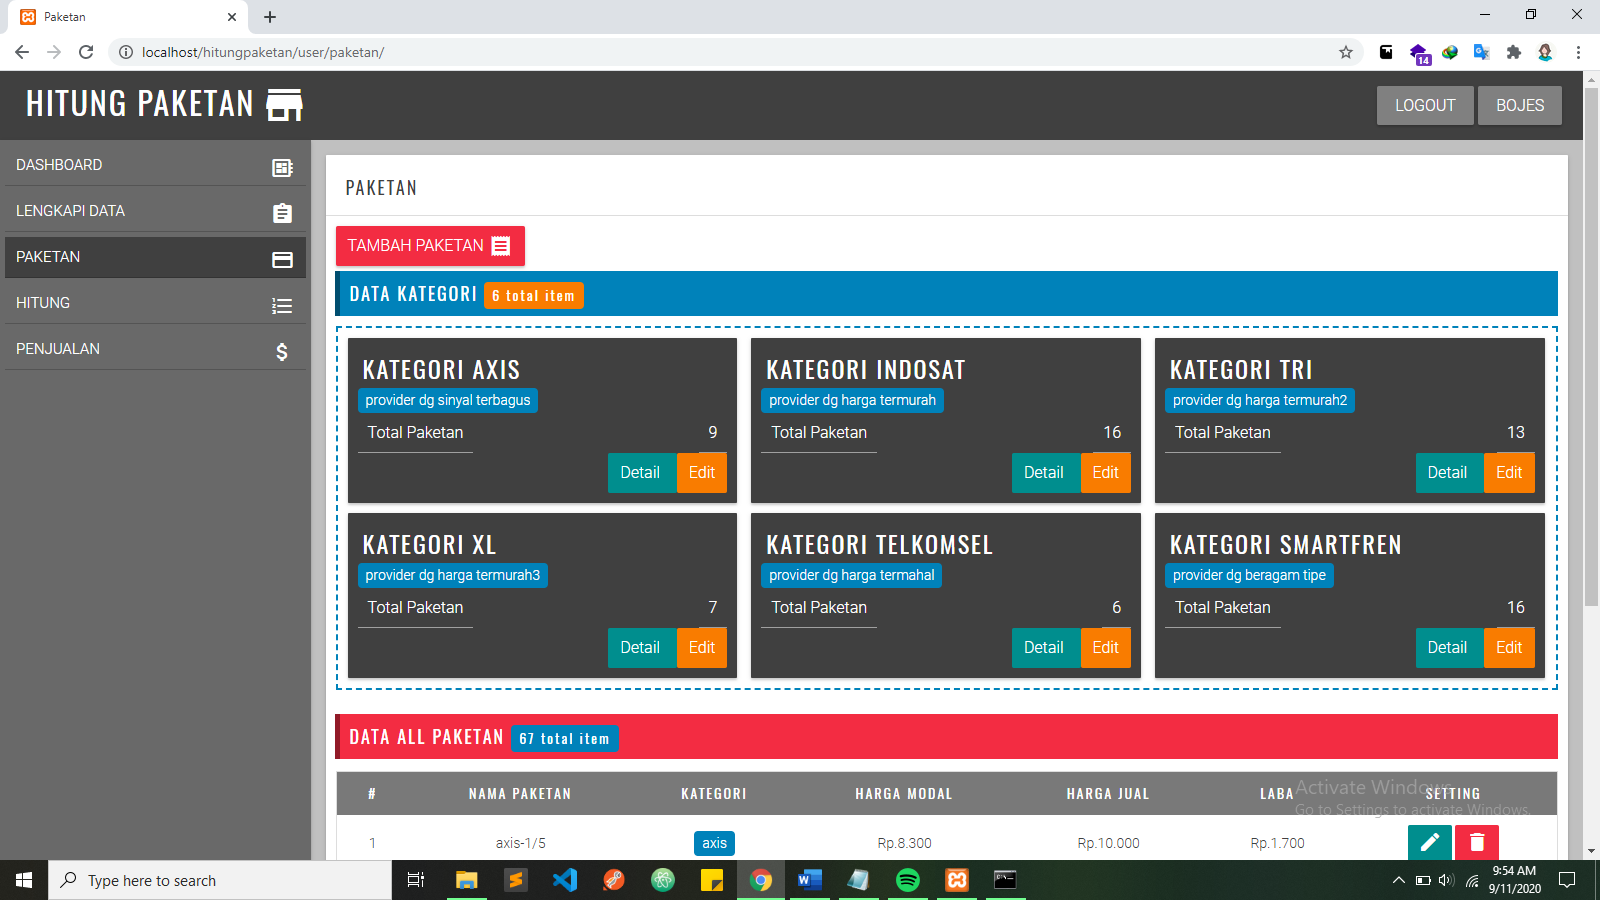 Paketan
localhost/hitungpaketan/user/paketan/
14
HITUNG PAKETAN
LOGOUT
BOJES
DASHBOARD
LENGKAPI DATA
PAKETAN
HITUNG
PENJUALAN
PAKETAN
TAMBAH PAKETAN
DATA KATEGORI 6 total item
KATEGORI AXIS
provider dg sinyal terbagus
Total Paketan 9
Detail Edit
KATEGORI INDOSAT
provider dg harga termurah
Total Paketan 16
Detail Edit
KATEGORI TRI
provider dg harga termurah2
Total Paketan 13
Detail Edit
KATEGORI XL
provider dg harga termurah3
Total Paketan 7
Detail Edit
KATEGORI TELKOMSEL
provider dg harga termahal
Total Paketan 6
Detail Edit
KATEGORI SMARTFREN
provider dg beragam tipe
Total Paketan 16
Detail Edit
DATA ALL PAKETAN 67 total item
# NAMA PAKETAN KATEGORI HARGA MODAL HARGA JUAL LABA SETTING
1 axis-1/5 axis Rp.8.300 Rp.10.000 Rp.1.700
Activate Windows
Go to Settings to activate Windows.
Type here to search
9:54 AM
9/11/2020